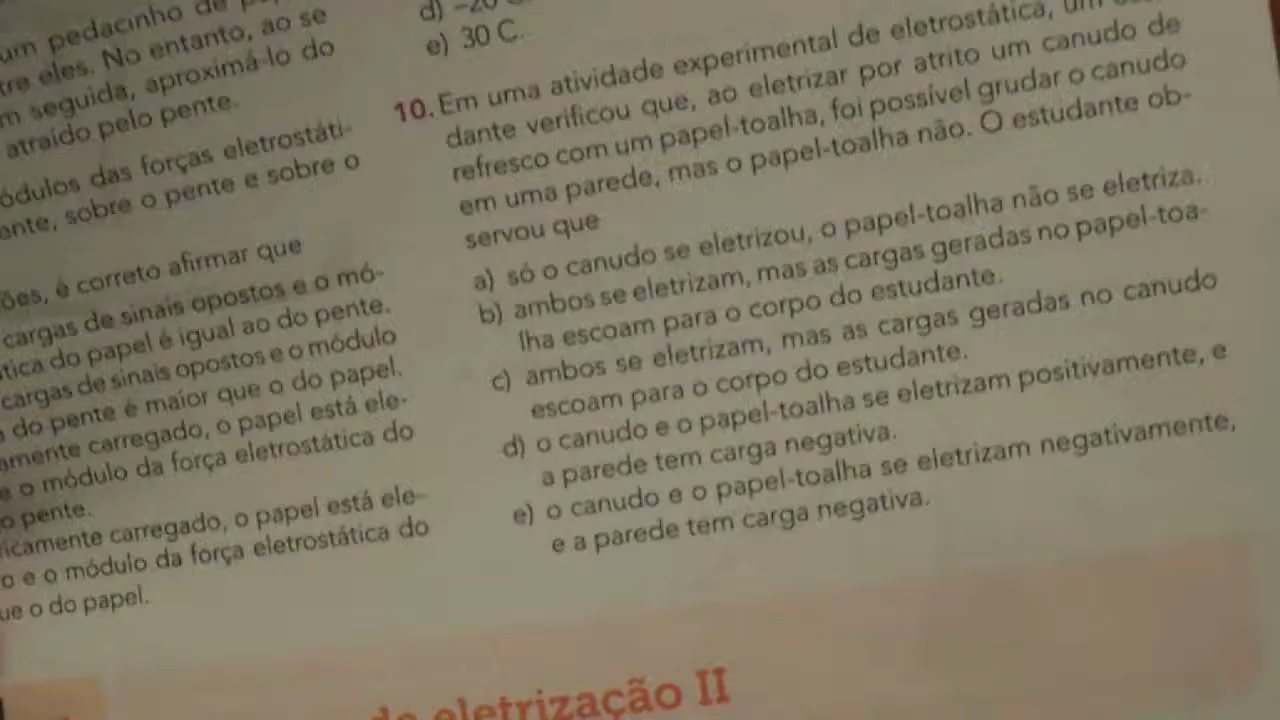 um pedacinho de
tre eles. No entanto, ao se
m seguida, aproximá-lo do
atraído pelo pente.
ódulos das forças eletrostáti-
ente, sobre o pente e sobre o
ões, é correto afirmar que
cargas de sinais opostos e o mó-
tica do papel é igual ao do pente.
cargas de sinais opostos e o módulo
do pente é maior que o do papel.
amente carregado, o papel está ele-
e o módulo da força eletrostática do
o pente.
ricamente carregado, o papel está ele-
o e o módulo da força eletrostática do
ue o do papel.
d) –20
e) 30 C.
10. Em uma atividade experimental de eletrostática, um
dante verificou que, ao eletrizar por atrito um canudo de
refresco com um papel-toalha, foi possível grudar o canudo
em uma parede, mas o papel-toalha não. O estudante ob-
servou que
a) só o canudo se eletrizou, o papel-toalha não se eletriza.
b) ambos se eletrizam, mas as cargas geradas no papel-toa-
lha escoam para o corpo do estudante.
c) ambos se eletrizam, mas as cargas geradas no canudo
escoam para o corpo do estudante.
d) o canudo e o papel-toalha se eletrizam positivamente, e
a parede tem carga negativa.
e) o canudo e o papel-toalha se eletrizam negativamente,
e a parede tem carga negativa.
de eletrização II